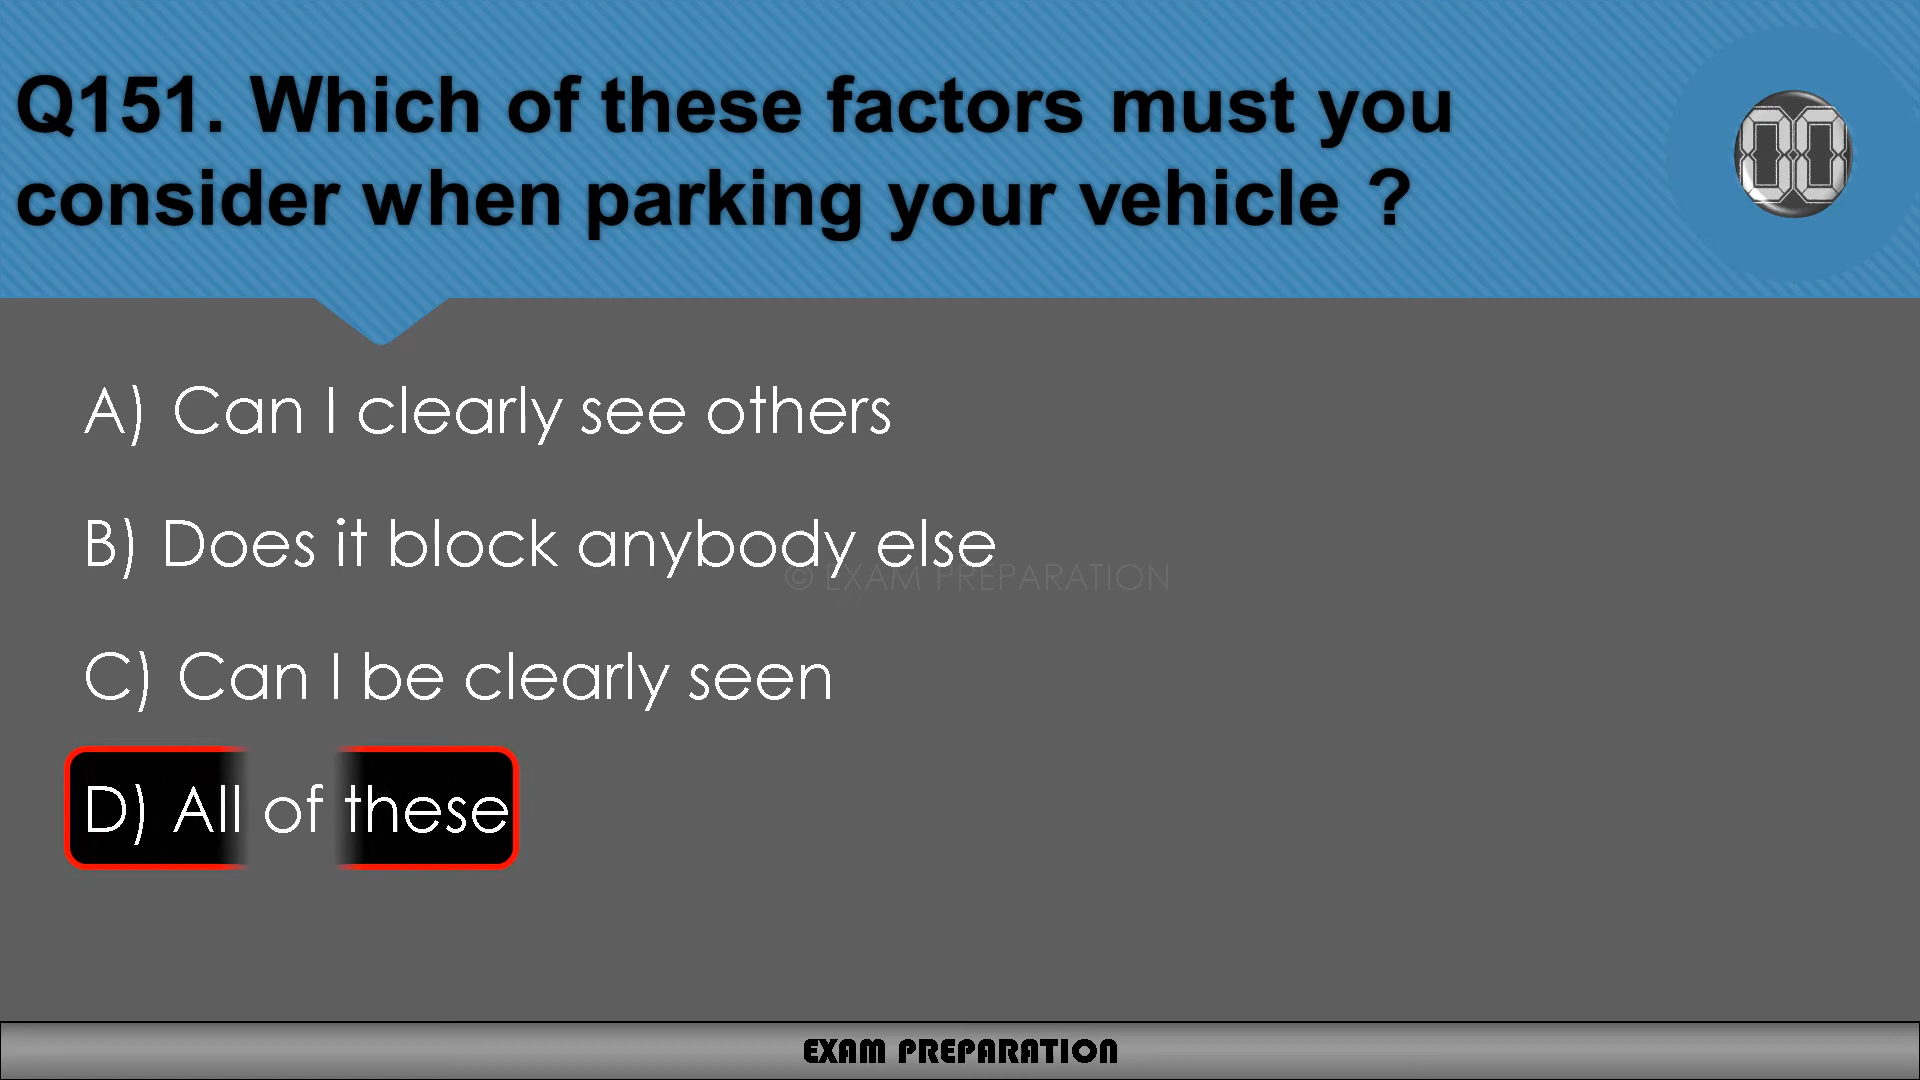 Q151. Which of these factors must you
consider when parking your vehicle ?
00
A) Can I clearly see others
B) Does it block anybody else
© EXAM PREPARATION
C) Can I be clearly seen
D) All of these
EXAM PREPARATION